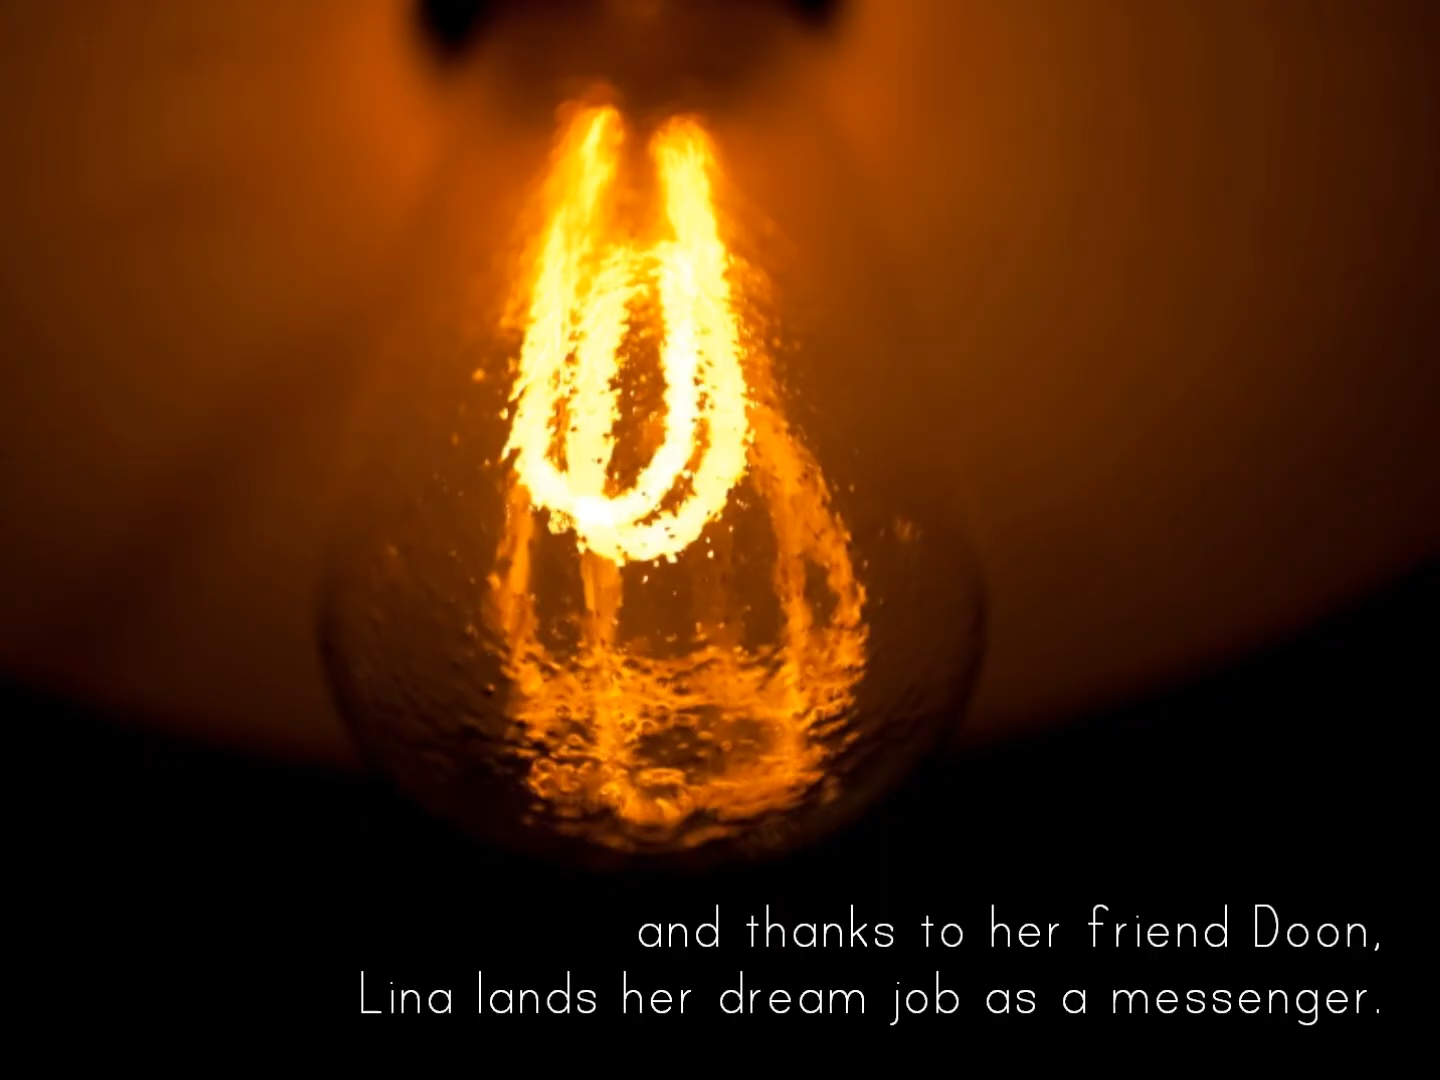 and thanks to her friend Doon,
Lina lands her dream job as a messenger.